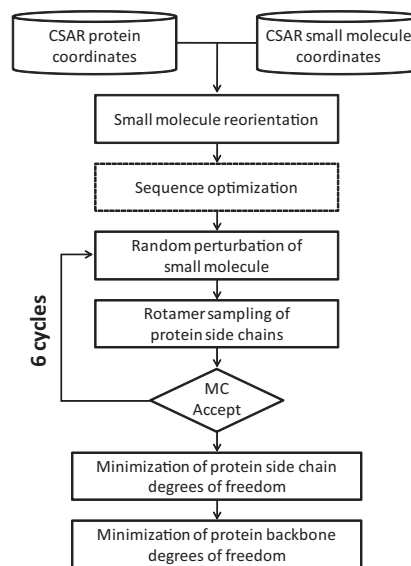 CSAR protein
coordinates
CSAR small molecule
coordinates
Small molecule reorientation
Sequence optimization
Random perturbation of
small molecule
6 cycles
Rotamer sampling of
protein side chains
MC
Accept
Minimization of protein side chain
degrees of freedom
Minimization of protein backbone
degrees of freedom